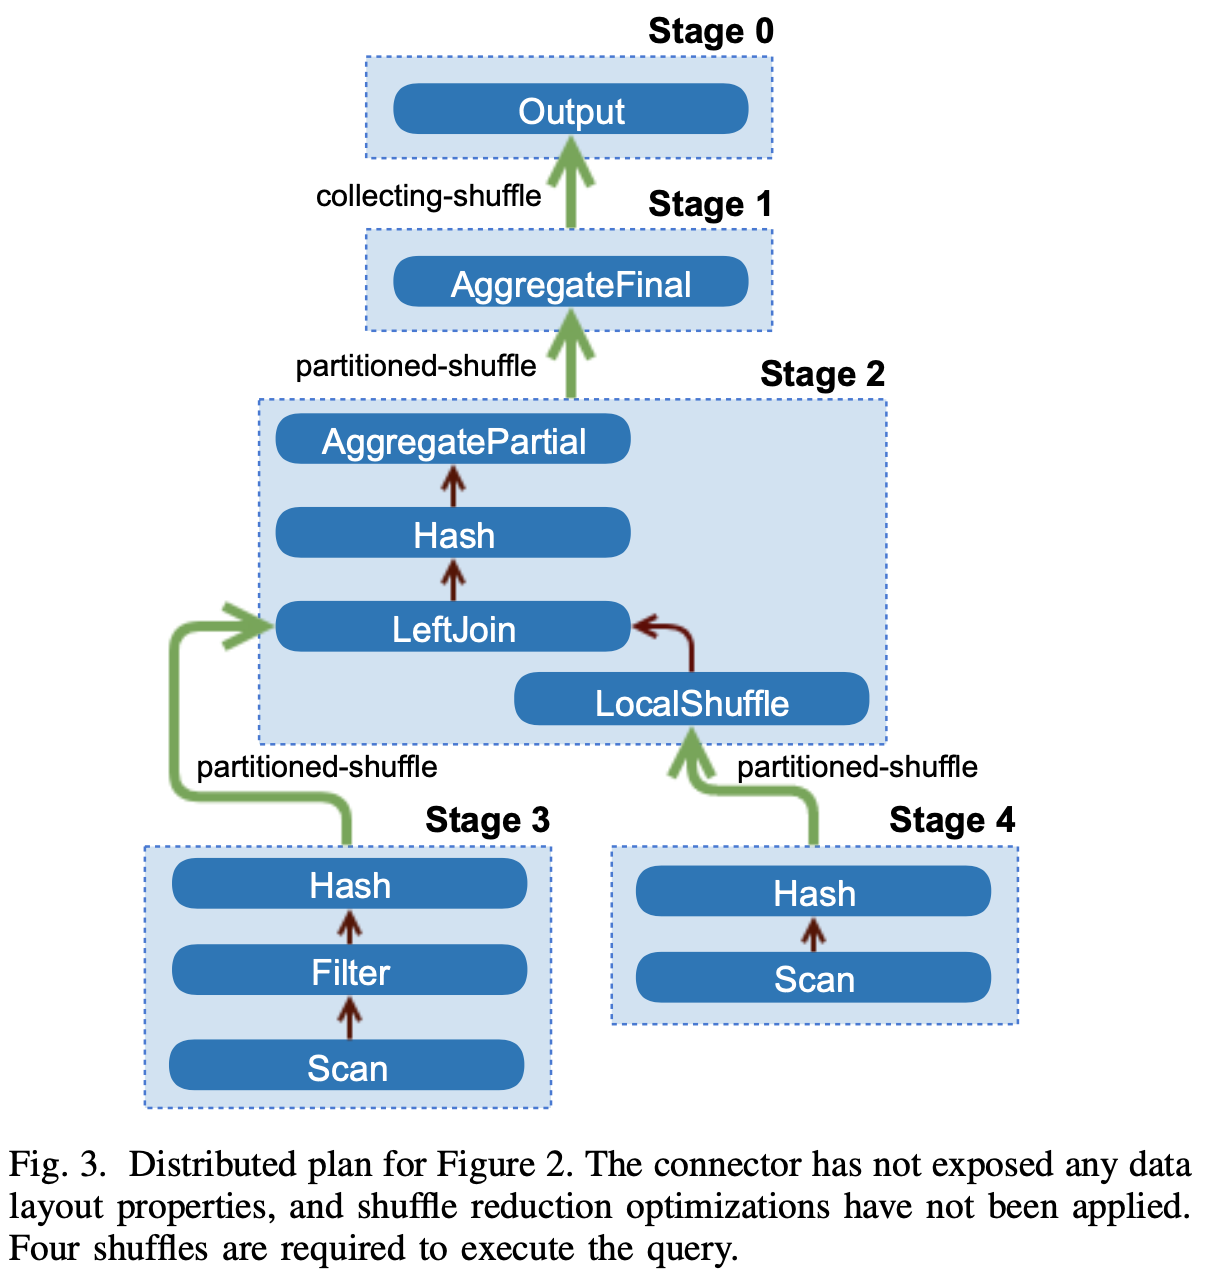 Stage 0
Output
collecting-shuffle
Stage 1
AggregateFinal
partitioned-shuffle
Stage 2
AggregatePartial
Hash
LeftJoin
LocalShuffle
partitioned-shuffle
partitioned-shuffle
Stage 3
Stage 4
Hash
Hash
Filter
Scan
Scan
Fig. 3. Distributed plan for Figure 2. The connector has not exposed any data
layout properties, and shuffle reduction optimizations have not been applied.
Four shuffles are required to execute the query.